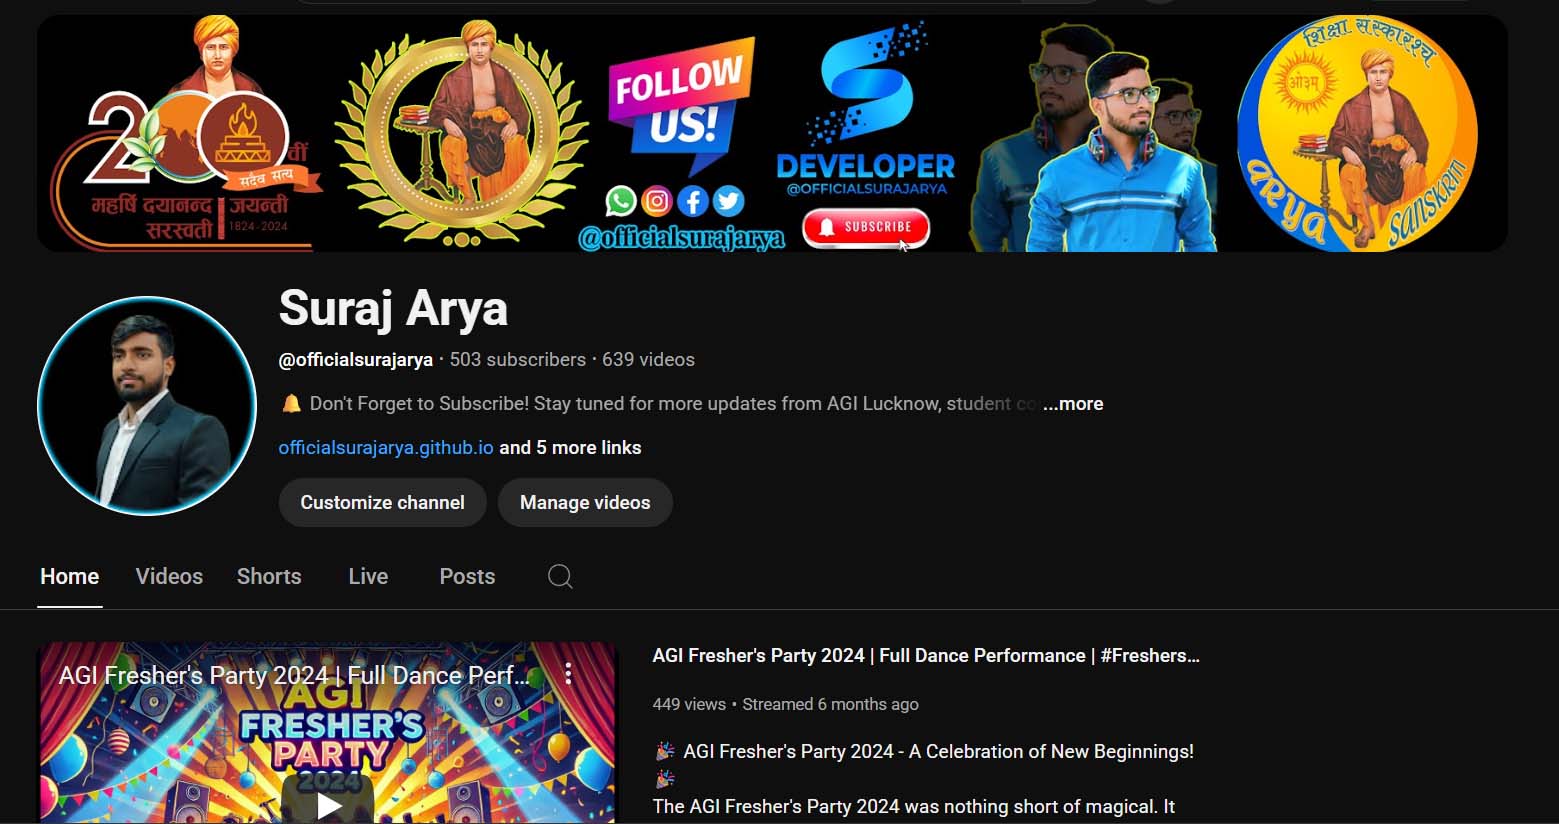 200
वीं
सदैव सत्य
महर्षि दयानन्द
सरस्वती
जयन्ती
1824-2024
FOLLOW
US!
@officialsurajarya
DEVELOPER
@OFFICIALSURAJARYA
SUBSCRIBE
शिक्षा संस्कारश्च
ओ३म्
arya
SANSKRITI
Suraj Arya
@officialsurajarya · 503 subscribers · 639 videos
🔔 Don't Forget to Subscribe! Stay tuned for more updates from AGI Lucknow, student co ...more
officialsurajarya.github.io and 5 more links
Customize channel
Manage videos
Home Videos Shorts Live Posts
AGI Fresher's Party 2024 | Full Dance Perf...
AGI
FRESHER'S
PARTY
2024
AGI Fresher's Party 2024 | Full Dance Performance | #Freshers...
449 views • Streamed 6 months ago
🎉 AGI Fresher's Party 2024 - A Celebration of New Beginnings!
🎉
The AGI Fresher's Party 2024 was nothing short of magical. It